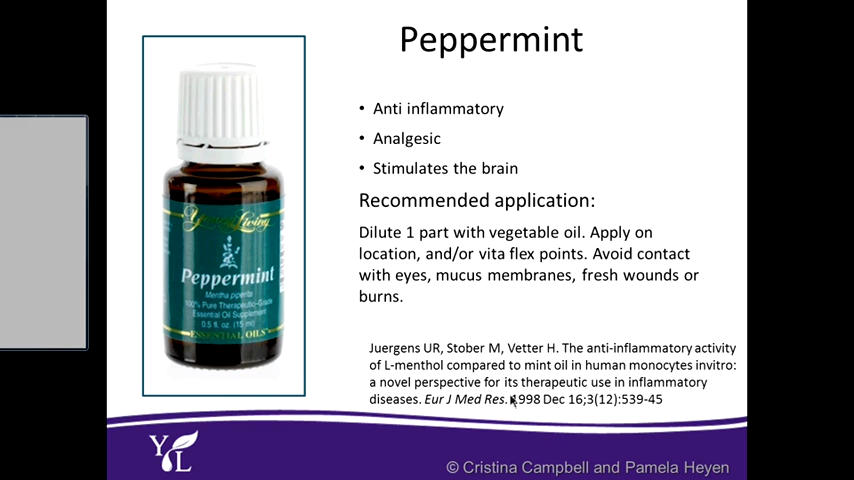 Peppermint
• Anti inflammatory
• Analgesic
• Stimulates the brain
Recommended application:
Dilute 1 part with vegetable oil. Apply on
location, and/or vita flex points. Avoid contact
with eyes, mucus membranes, fresh wounds or
burns.
Juergens UR, Stober M, Vetter H. The anti-inflammatory activity
of L-menthol compared to mint oil in human monocytes invitro:
a novel perspective for its therapeutic use in inflammatory
diseases. Eur J Med Res. 1998 Dec 16;3(12):539-45
Young Living
Peppermint
Mentha piperita
100% Pure Therapeutic-Grade
Essential Oil Supplement
0.5 fl. oz. (15 ml)
ESSENTIAL OILS
Y L
© Cristina Campbell and Pamela Heyen